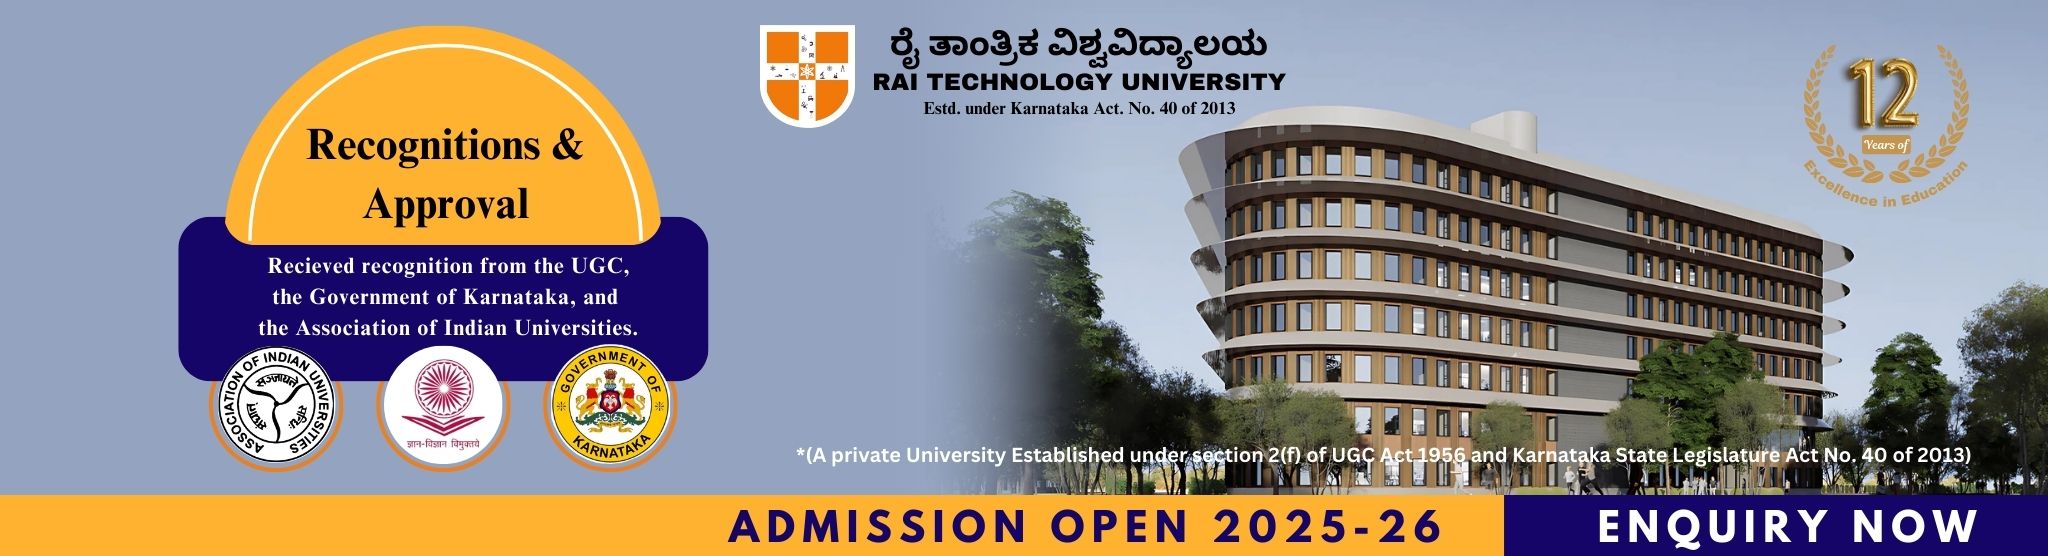 Recognitions &
Approval
Recieved recognition from the UGC,
the Government of Karnataka, and
the Association of Indian Universities.
ASSOCIATION OF INDIAN UNIVERSITIES
ज्ञान-विज्ञान विमुक्तये
GOVERNMENT OF
KARNATAKA
ರೈ ತಾಂತ್ರಿಕ ವಿಶ್ವವಿದ್ಯಾಲಯ
RAI TECHNOLOGY UNIVERSITY
Estd. under Karnataka Act. No. 40 of 2013
12
Years of
Excellence in Education
*(A private University Established under section 2(f) of UGC Act 1956 and Karnataka State Legislature Act No. 40 of 2013)
ADMISSION OPEN 2025-26
ENQUIRY NOW